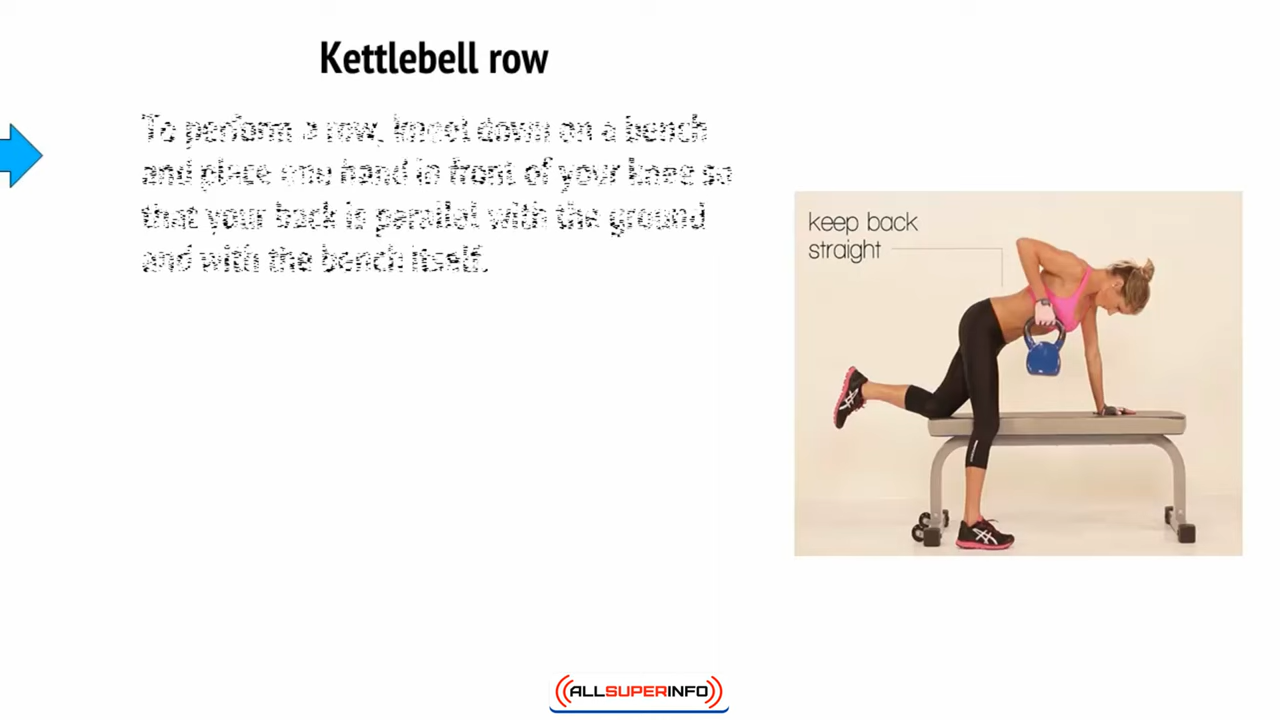 Kettlebell row
To perform a row, kneel down on a bench
and place one hand in front of your knee so
that your back is parallel with the ground
and with the bench itself.
keep back
straight
ALLSUPERINFO